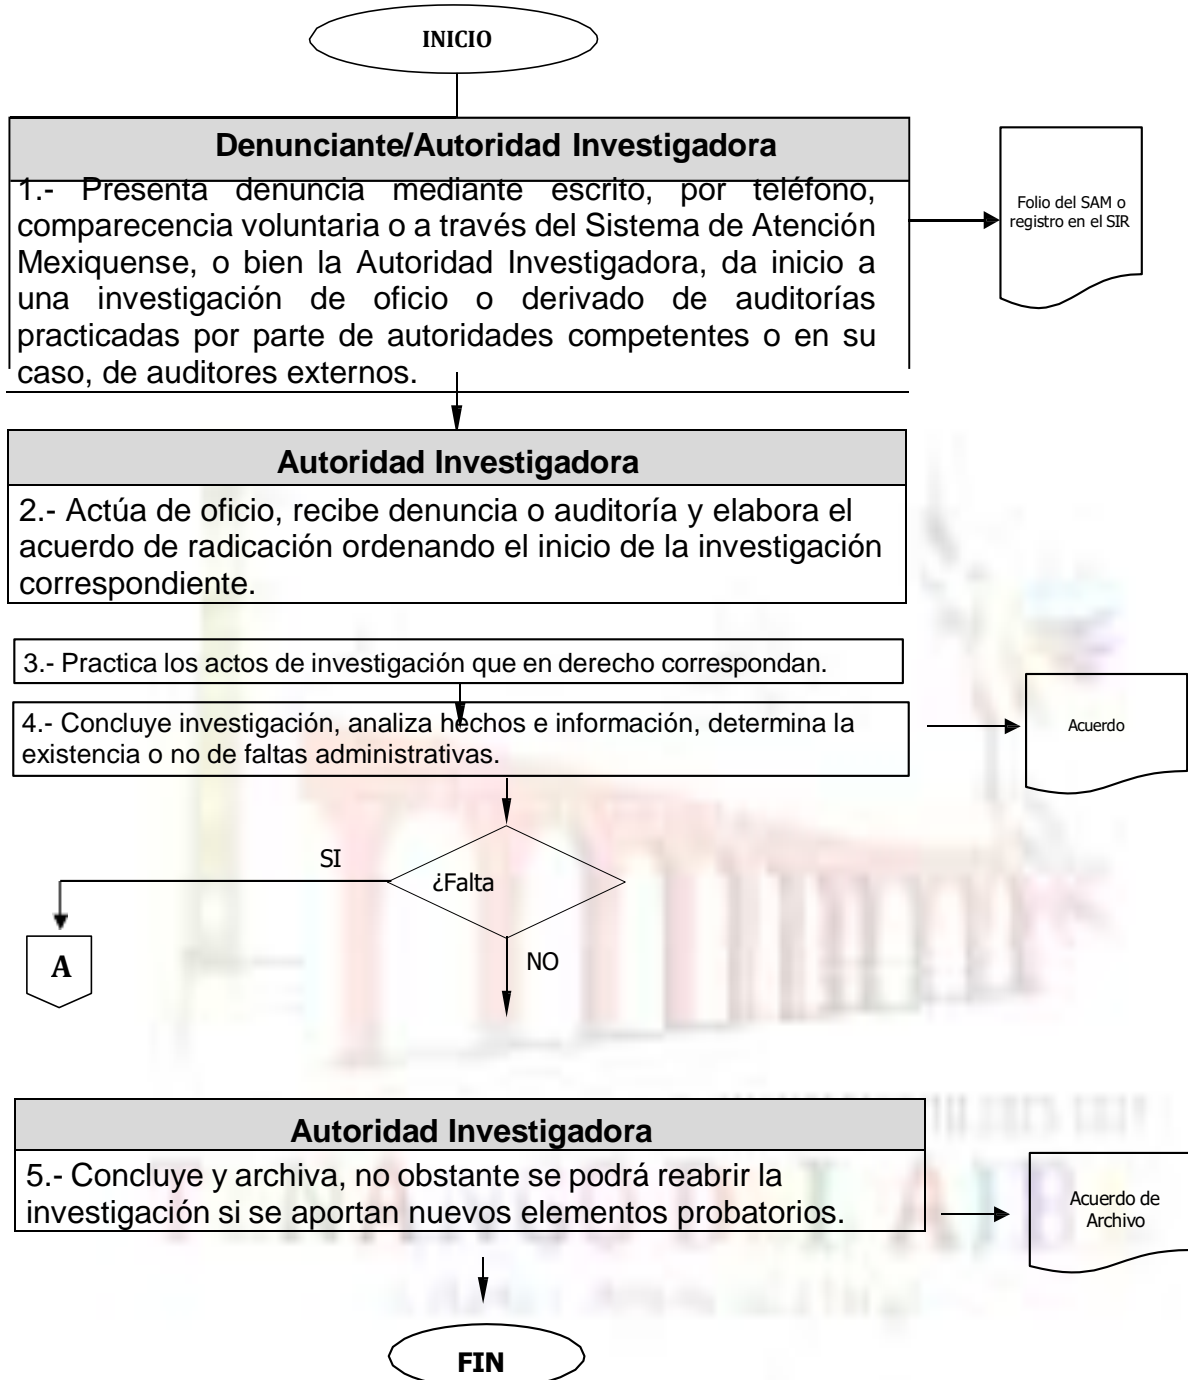 INICIO
Denunciante/Autoridad Investigadora
1.- Presenta denuncia mediante escrito, por teléfono,
comparecencia voluntaria o a través del Sistema de Atención
Mexiquense, o bien la Autoridad Investigadora, da inicio a
una investigación de oficio o derivado de auditorías
practicadas por parte de autoridades competentes o en su
caso, de auditores externos.
Folio del SAM o
registro en el SIR
Autoridad Investigadora
2.- Actúa de oficio, recibe denuncia o auditoría y elabora el
acuerdo de radicación ordenando el inicio de la investigación
correspondiente.
3.- Practica los actos de investigación que en derecho correspondan.
4.- Concluye investigación, analiza hechos e información, determina la
existencia o no de faltas administrativas.
Acuerdo
SI
¿Falta
A
NO
Autoridad Investigadora
5.- Concluye y archiva, no obstante se podrá reabrir la
investigación si se aportan nuevos elementos probatorios.
Acuerdo de
Archivo
FIN